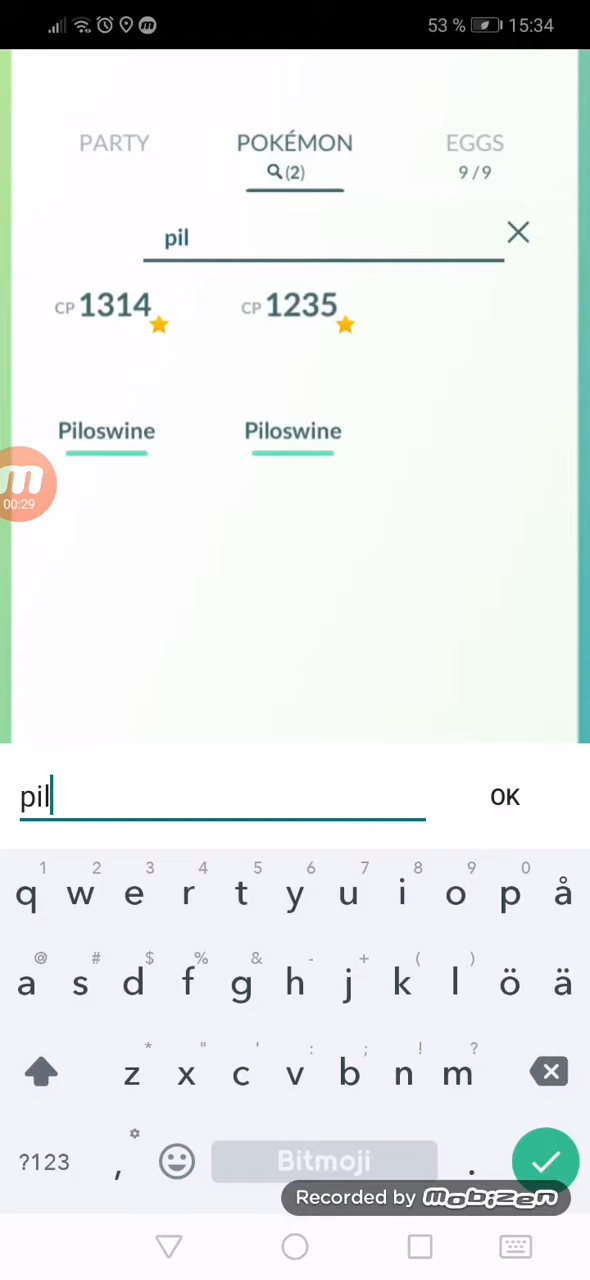 53 % 15:34
PARTY POKÉMON EGGS
(2) 9 / 9
pil
CP 1314 CP 1235
Piloswine Piloswine
m
00:29
pil OK
1 2 3 4 5 6 7 8 9 0
q w e r t y u i o p å
@ # $ % & - + ( )
a s d f g h j k l ö ä
* " ' : ; ! ?
z x c v b n m
?123 , Bitmoji .
Recorded by mobizen